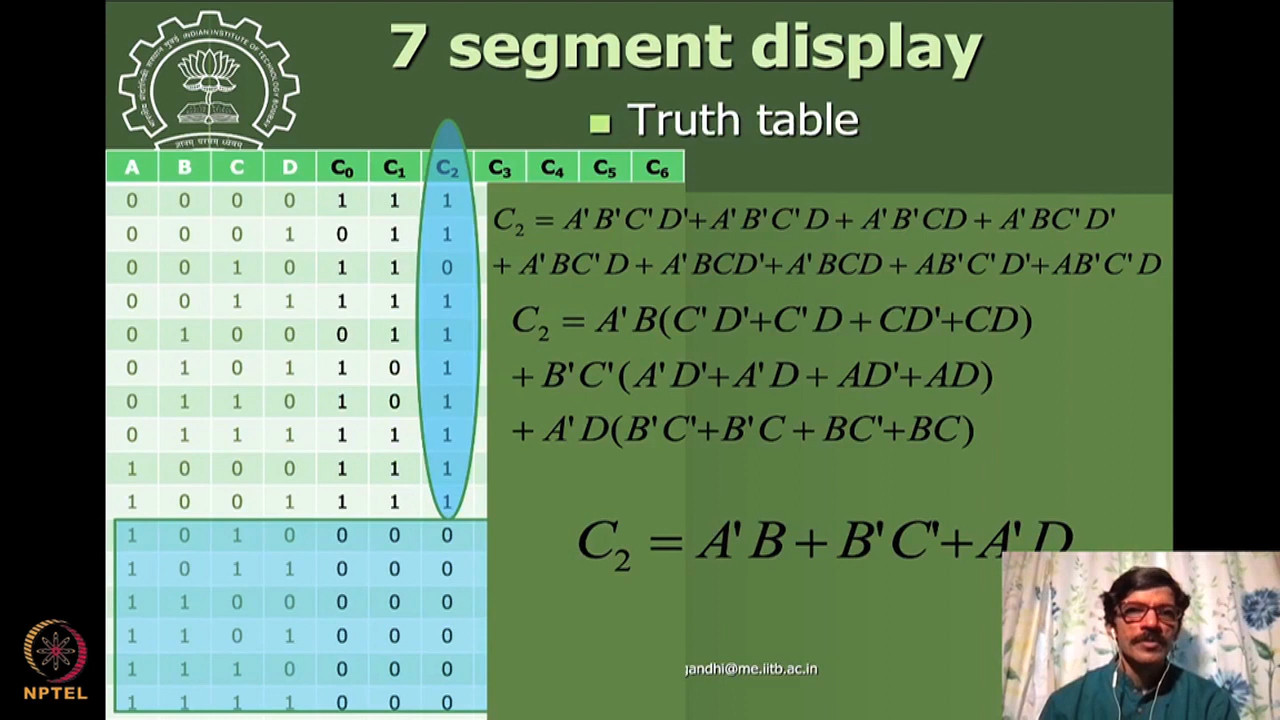 7 segment display
Truth table
A B C D C₀ C₁ C₂ C₃ C₄ C₅ C₆
0 0 0 0 1 1 1
0 0 0 1 0 1 1
0 0 1 0 1 1 0
0 0 1 1 1 1 1
0 1 0 0 0 1 1
0 1 0 1 1 0 1
0 1 1 0 1 0 1
0 1 1 1 1 1 1
1 0 0 0 1 1 1
1 0 0 1 1 1 1
1 0 1 0 0 0 0
1 0 1 1 0 0 0
1 1 0 0 0 0 0
1 1 0 1 0 0 0
1 1 1 0 0 0 0
1 1 1 1 0 0 0
C₂ = A'B'C'D'+A'B'C'D + A'B'CD + A'BC'D'
+ A'BC'D + A'BCD'+A'BCD + AB'C'D'+AB'C'D
C₂ = A'B(C'D'+C'D + CD'+CD)
+ B'C'(A'D'+A'D + AD'+AD)
+ A'D(B'C'+B'C + BC'+BC)
C₂ = A'B + B'C'+ A'D
gandhi@me.iitb.ac.in
NPTEL